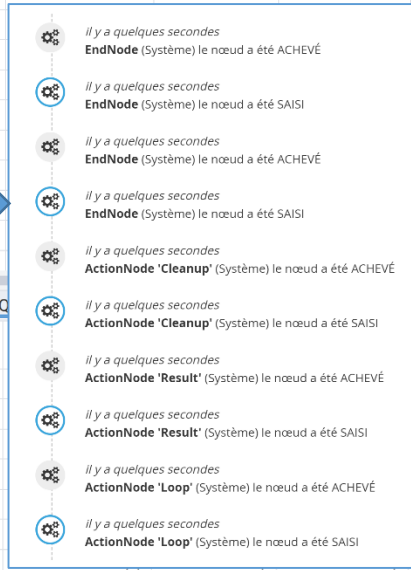 il y a quelques secondes
EndNode (Système) le nœud a été ACHEVÉ
il y a quelques secondes
EndNode (Système) le nœud a été SAISI
il y a quelques secondes
EndNode (Système) le nœud a été ACHEVÉ
il y a quelques secondes
EndNode (Système) le nœud a été SAISI
il y a quelques secondes
ActionNode 'Cleanup' (Système) le nœud a été ACHEVÉ
il y a quelques secondes
ActionNode 'Cleanup' (Système) le nœud a été SAISI
il y a quelques secondes
ActionNode 'Result' (Système) le nœud a été ACHEVÉ
il y a quelques secondes
ActionNode 'Result' (Système) le nœud a été SAISI
il y a quelques secondes
ActionNode 'Loop' (Système) le nœud a été ACHEVÉ
il y a quelques secondes
ActionNode 'Loop' (Système) le nœud a été SAISI